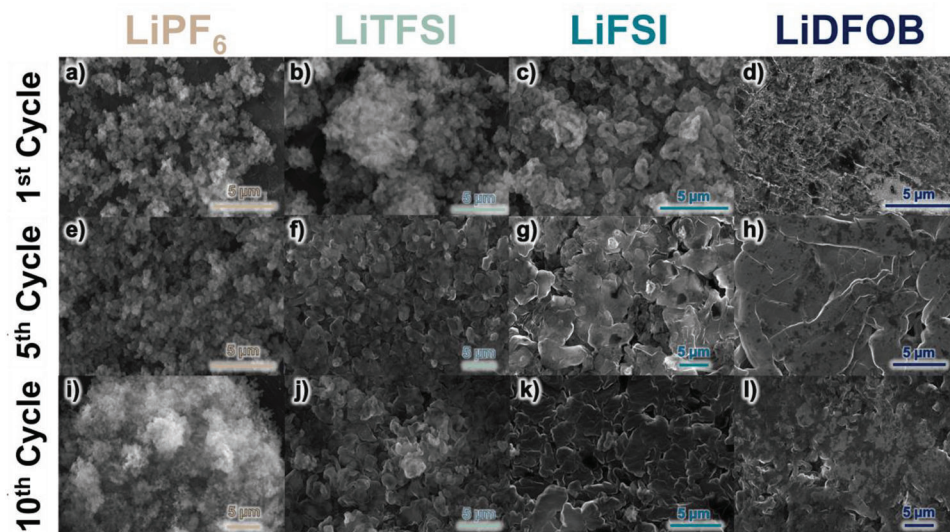 LiPF₆ LiTFSI LiFSI LiDFOB
1st Cycle
a) b) c) d)
5 µm 5 µm 5 µm 5 µm
5th Cycle
e) f) g) h)
5 µm 5 µm 5 µm 5 µm
10th Cycle
i) j) k) l)
5 µm 5 µm 5 µm 5 µm